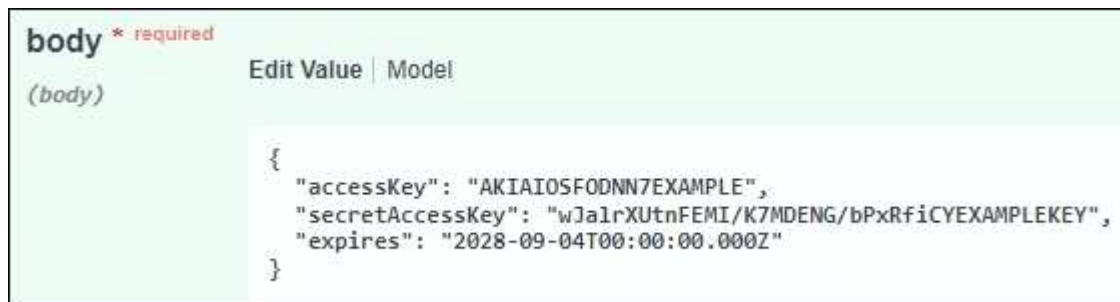 body * required
Edit Value | Model
(body)
{
"accessKey": "AKIAIOSFODNN7EXAMPLE",
"secretAccessKey": "wJalrXUtnFEMI/K7MDENG/bPxRfiCYEXAMPLEKEY",
"expires": "2028-09-04T00:00:00.000Z"
}